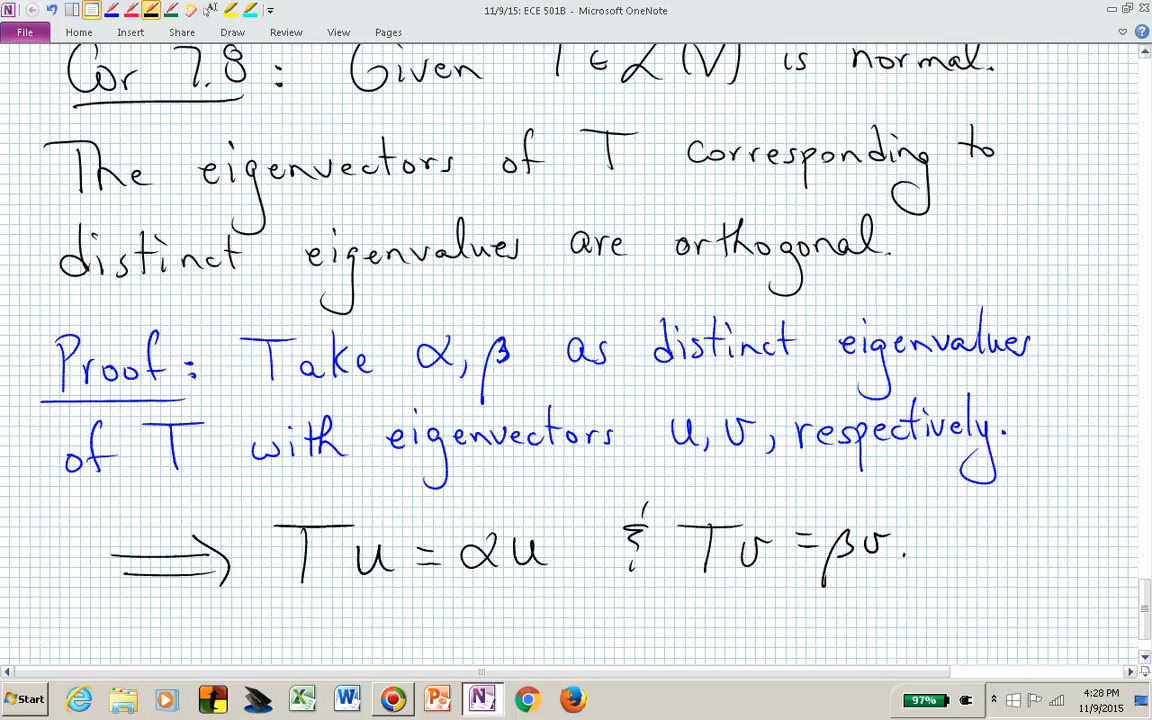 11/9/15: ECE 501B - Microsoft OneNote
File Home Insert Share Draw Review View Pages
Cor 7.8: Given T ∈ ℒ(V) is normal.
The eigenvectors of T corresponding to
distinct eigenvalues are orthogonal.
Proof: Take α, β as distinct eigenvalues
of T with eigenvectors u, v, respectively.
⟹ Tu = αu & Tv = βv.
Start
97%
4:28 PM
11/9/2015